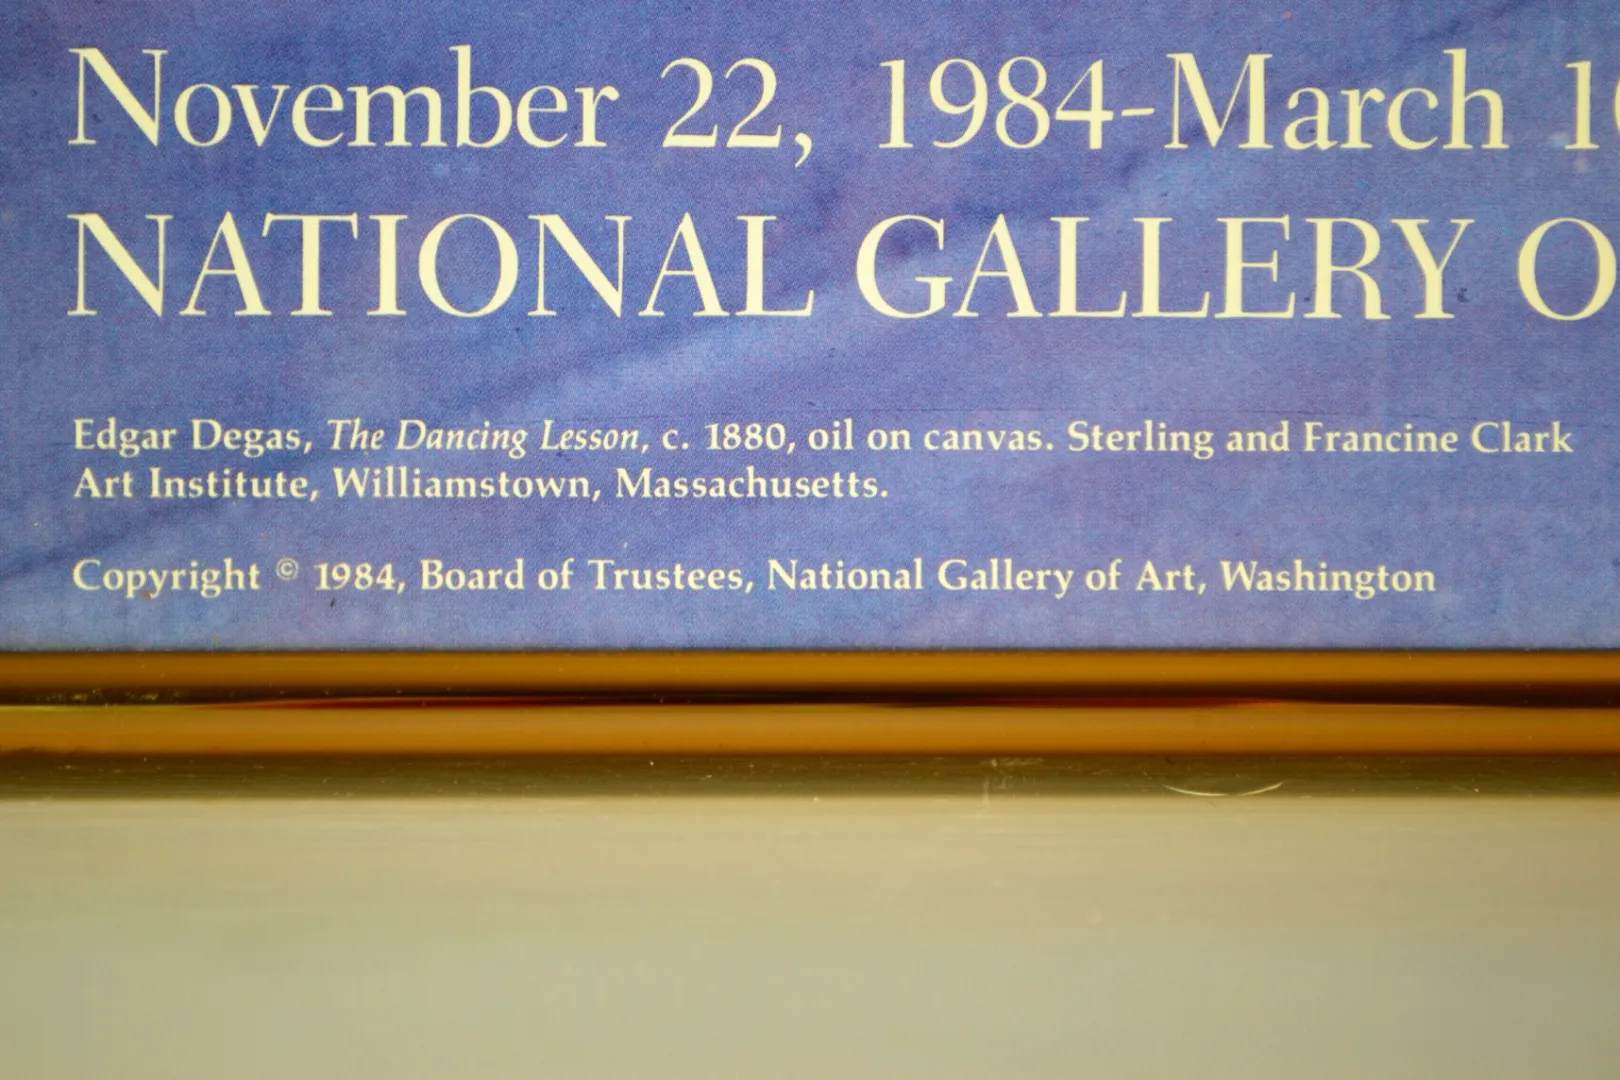 November 22, 1984-March 1
NATIONAL GALLERY O
Edgar Degas, The Dancing Lesson, c. 1880, oil on canvas. Sterling and Francine Clark
Art Institute, Williamstown, Massachusetts.
Copyright © 1984, Board of Trustees, National Gallery of Art, Washington